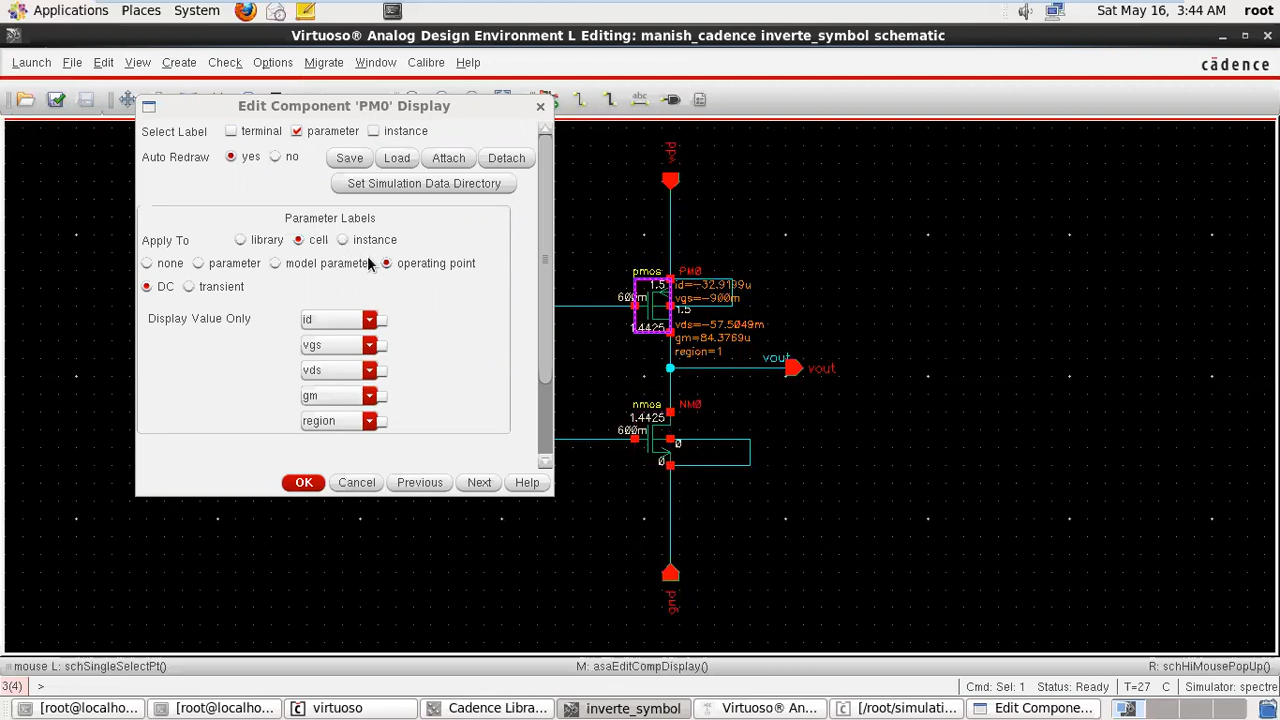 Applications Places System Sat May 16, 3:44 AM root
Virtuoso® Analog Design Environment L Editing: manish_cadence inverte_symbol schematic
Launch File Edit View Create Check Options Migrate Window Calibre Help cādence
Edit Component 'PM0' Display
Select Label terminal parameter instance
Auto Redraw yes no Save Load Attach Detach
Set Simulation Data Directory
Parameter Labels
Apply To library cell instance
none parameter model parameter operating point
DC transient
Display Value Only id
vgs
vds
gm
region
OK Cancel Previous Next Help
vdd
pmos PM0
1.5 id=-32.9199u
600m vgs=-900m
1.5
1.4425 vds=-57.5049m
gm=84.3769u
region=1
vout vout
nmos NM0
1.4425
600m
0
0
gnd
mouse L: schSingleSelectPt() M: asaEditCompDisplay() R: schHiMousePopUp()
3(4) > Cmd: Sel: 1 Status: Ready T=27 C Simulator: spectre
[root@localho... [root@localho... virtuoso Cadence Libra... inverte_symbol Virtuoso® An... [/root/simulati... Edit Compone...